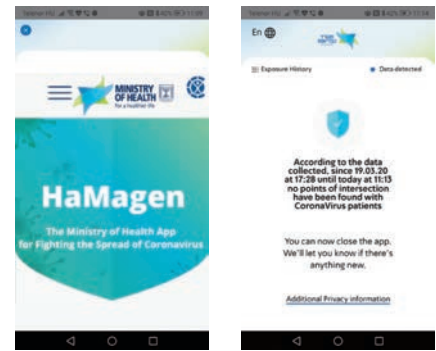 MINISTRY
OF HEALTH
For a healthier life
HaMagen
The Ministry of Health App
for Fighting the Spread of Coronavirus
En
Exposure History
Data detected
According to the data
collected, since 19.03.20
at 17:28 until today at 11:13
no points of intersection
have been found with
CoronaVirus patients
You can now close the app.
We'll let you know if there's
anything new.
Additional Privacy information